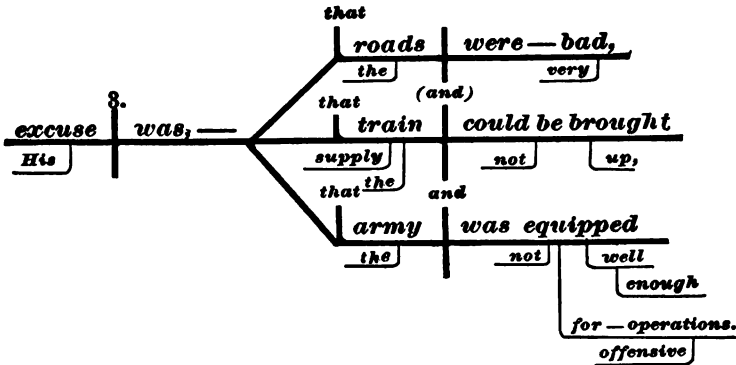 that
roads were — bad,
the very
3. (and)
that
excuse was, — train could be brought
His supply not up,
the
that and
army was equipped
the not well
enough
for — operations.
offensive